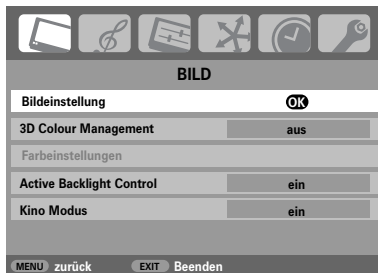 BILD
Bildeinstellung OK
3D Colour Management aus
Farbeinstellungen
Active Backlight Control ein
Kino Modus ein
MENU zurück EXIT Beenden